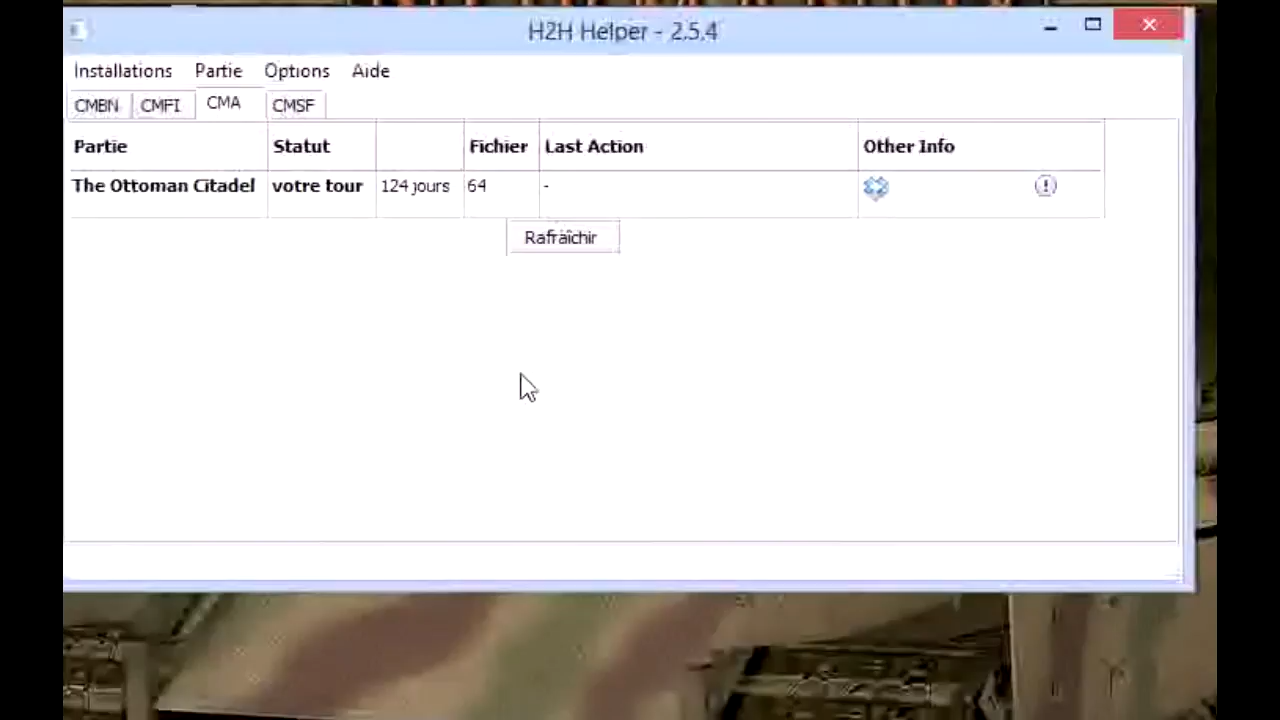 H2H Helper - 2.5.4
Installations Partie Options Aide
CMBN CMFI CMA CMSF
Partie Statut Fichier Last Action Other Info
The Ottoman Citadel votre tour 124 jours 64 -
Rafraîchir